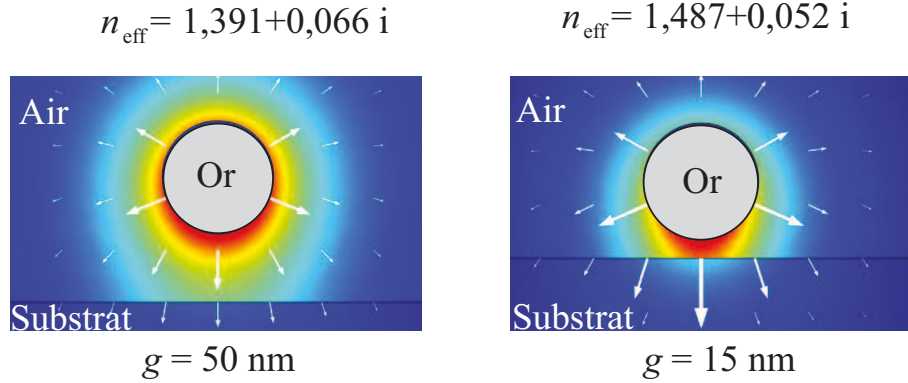 n_eff = 1,391+0,066 i
n_eff = 1,487+0,052 i
Air
Or
Substrat
Air
Or
Substrat
g = 50 nm
g = 15 nm